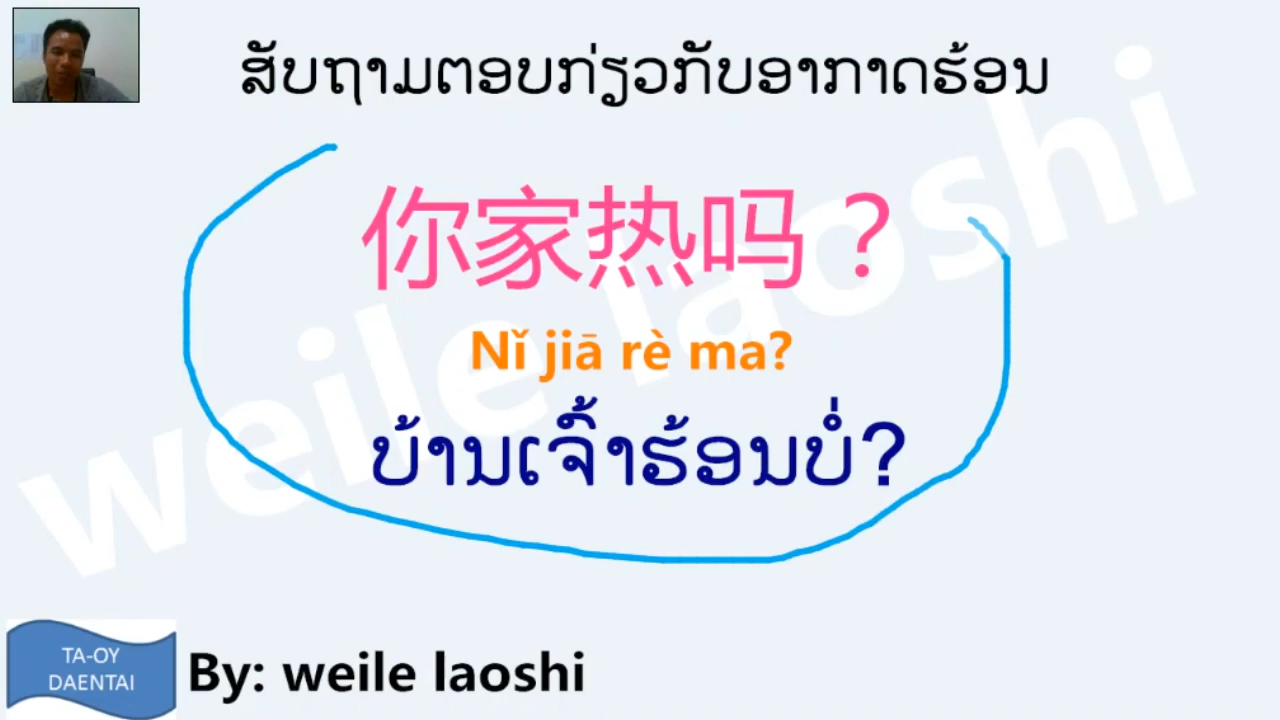 ສັບຖາມຕອບກ່ຽວກັບອາກາດຮ້ອນ
你家热吗？
Nǐ jiā rè ma?
ບ້ານເຈົ້າຮ້ອນບໍ່?
weile laoshi
TA-OY
DAENTAI
By: weile laoshi